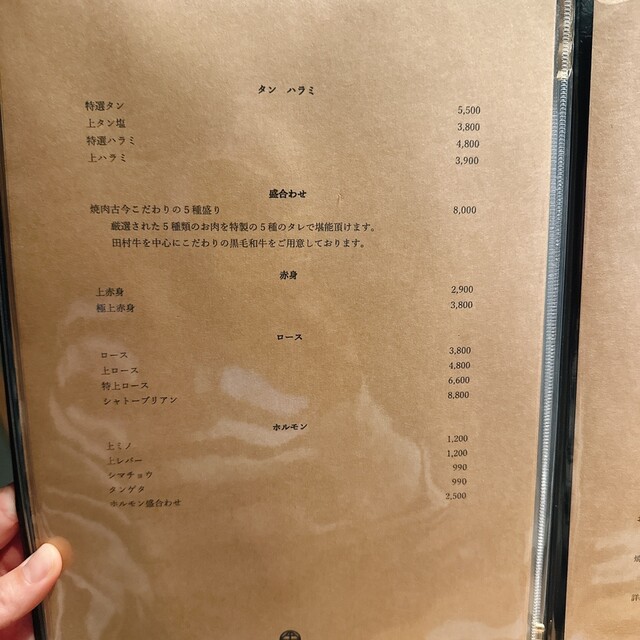 タン ハラミ
特選タン 5,500
上タン塩 3,800
特選ハラミ 4,800
上ハラミ 3,900
盛合わせ
焼肉古今こだわりの5種盛り 8,000
厳選された5種類のお肉を特製の5種のタレで堪能頂けます。
田村牛を中心にこだわりの黒毛和牛をご用意しております。
赤身
上赤身 2,900
極上赤身 3,800
ロース
ロース 3,800
上ロース 4,800
特上ロース 6,600
シャトーブリアン 8,800
ホルモン
上ミノ 1,200
上レバー 1,200
シマチョウ 990
タンゲタ 990
ホルモン盛合わせ 2,500